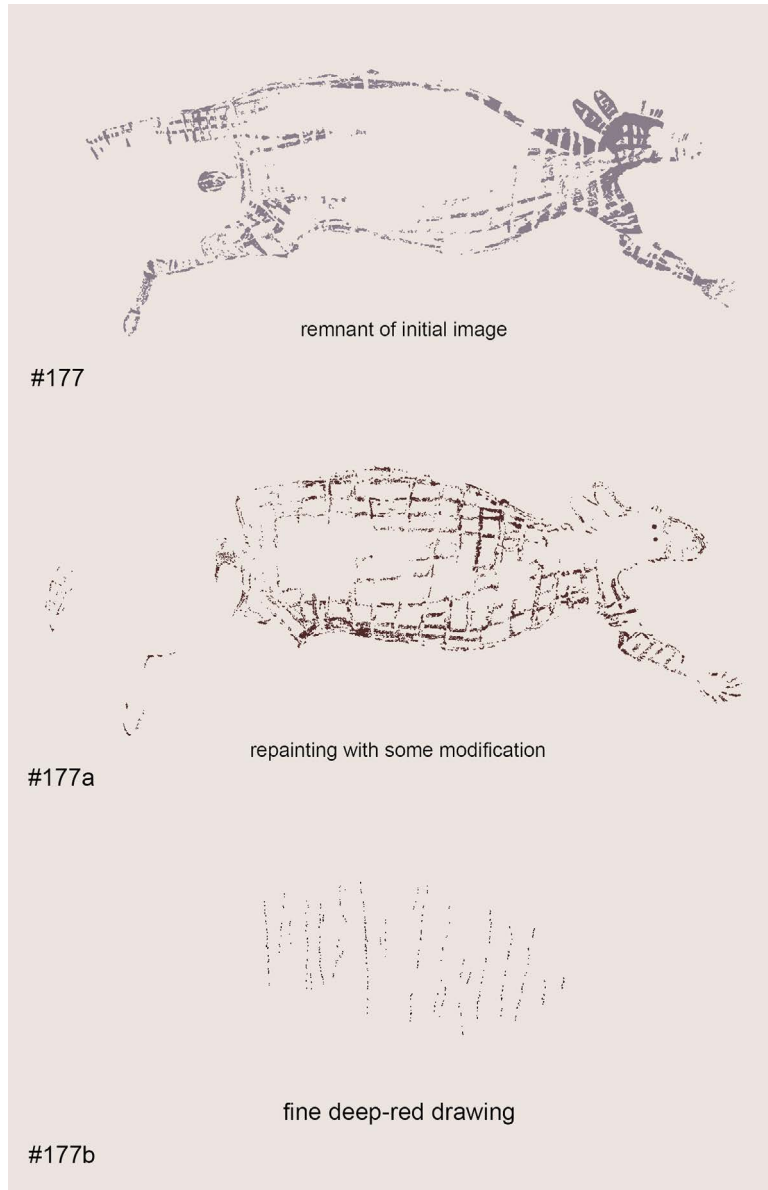 remnant of initial image
#177
repainting with some modification
#177a
fine deep-red drawing
#177b